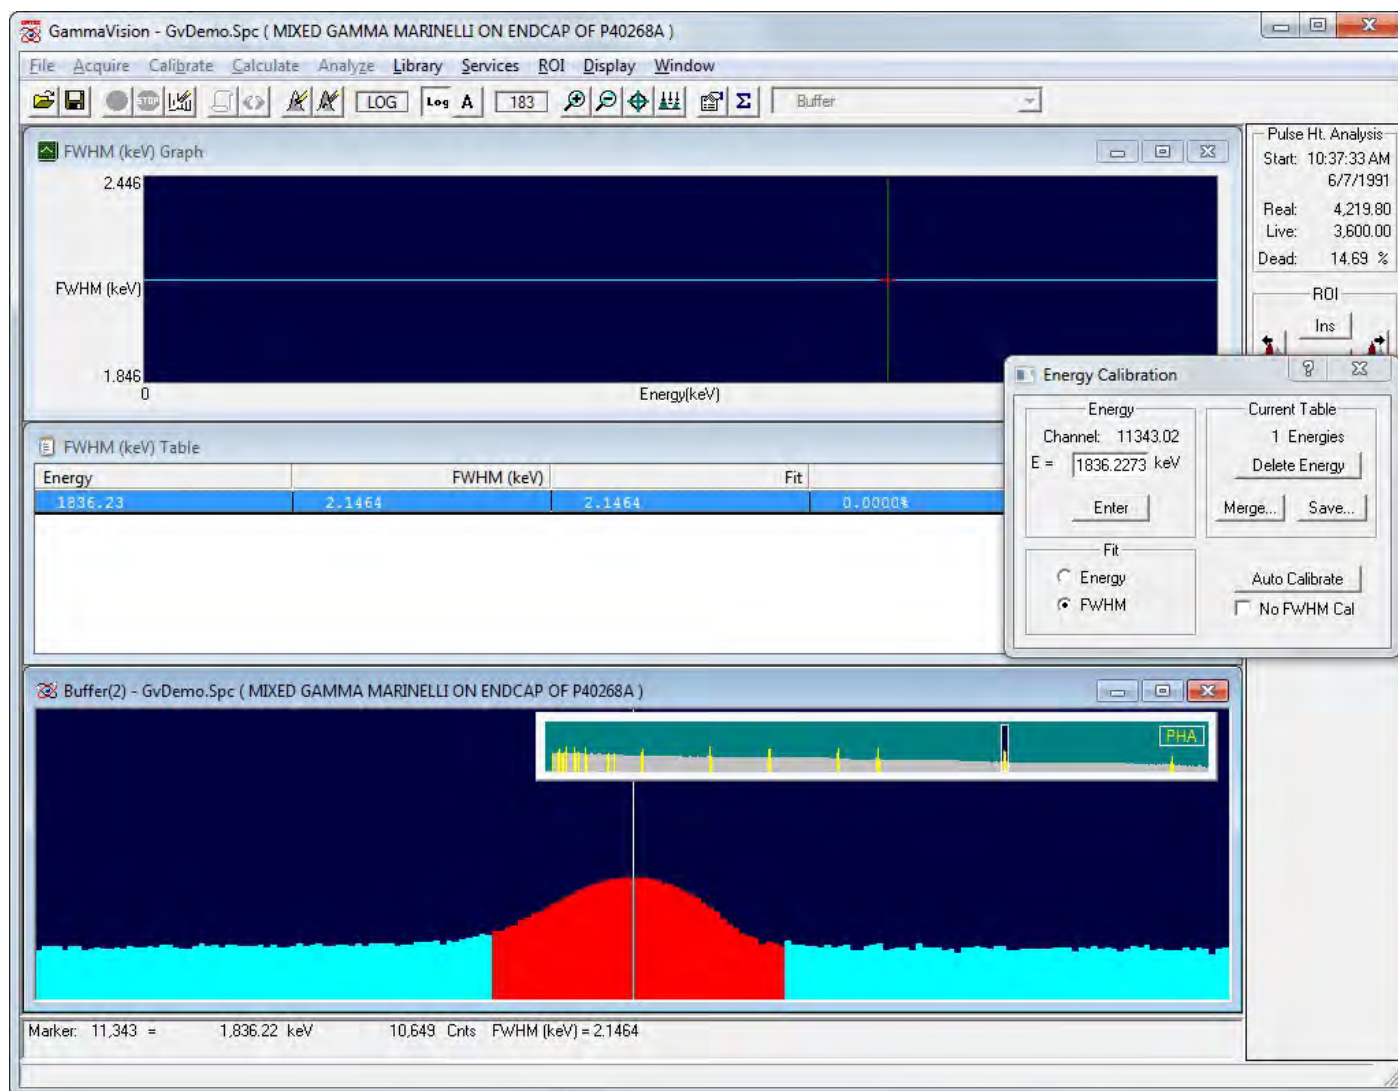 GammaVision - GvDemo.Spc ( MIXED GAMMA MARINELLI ON ENDCAP OF P40268A )
File Acquire Calibrate Calculate Analyze Library Services ROI Display Window
STOP LOG Log A 183 Σ Buffer
FWHM (keV) Graph
2.446
FWHM (keV)
1.846
0
Energy(keV)
Pulse Ht. Analysis
Start: 10:37:33 AM
6/7/1991
Real: 4,219.80
Live: 3,600.00
Dead: 14.69 %
ROI
Ins
Energy Calibration
Energy
Channel: 11343.02
E = 1836.2273 keV
Enter
Current Table
1 Energies
Delete Energy
Merge... Save...
Fit
Energy
FWHM
Auto Calibrate
No FWHM Cal
FWHM (keV) Table
Energy FWHM (keV) Fit
1836.23 2.1464 2.1464 0.0000%
Buffer(2) - GvDemo.Spc ( MIXED GAMMA MARINELLI ON ENDCAP OF P40268A )
PHA
Marker: 11,343 = 1,836.22 keV 10,649 Cnts FWHM (keV) = 2.1464